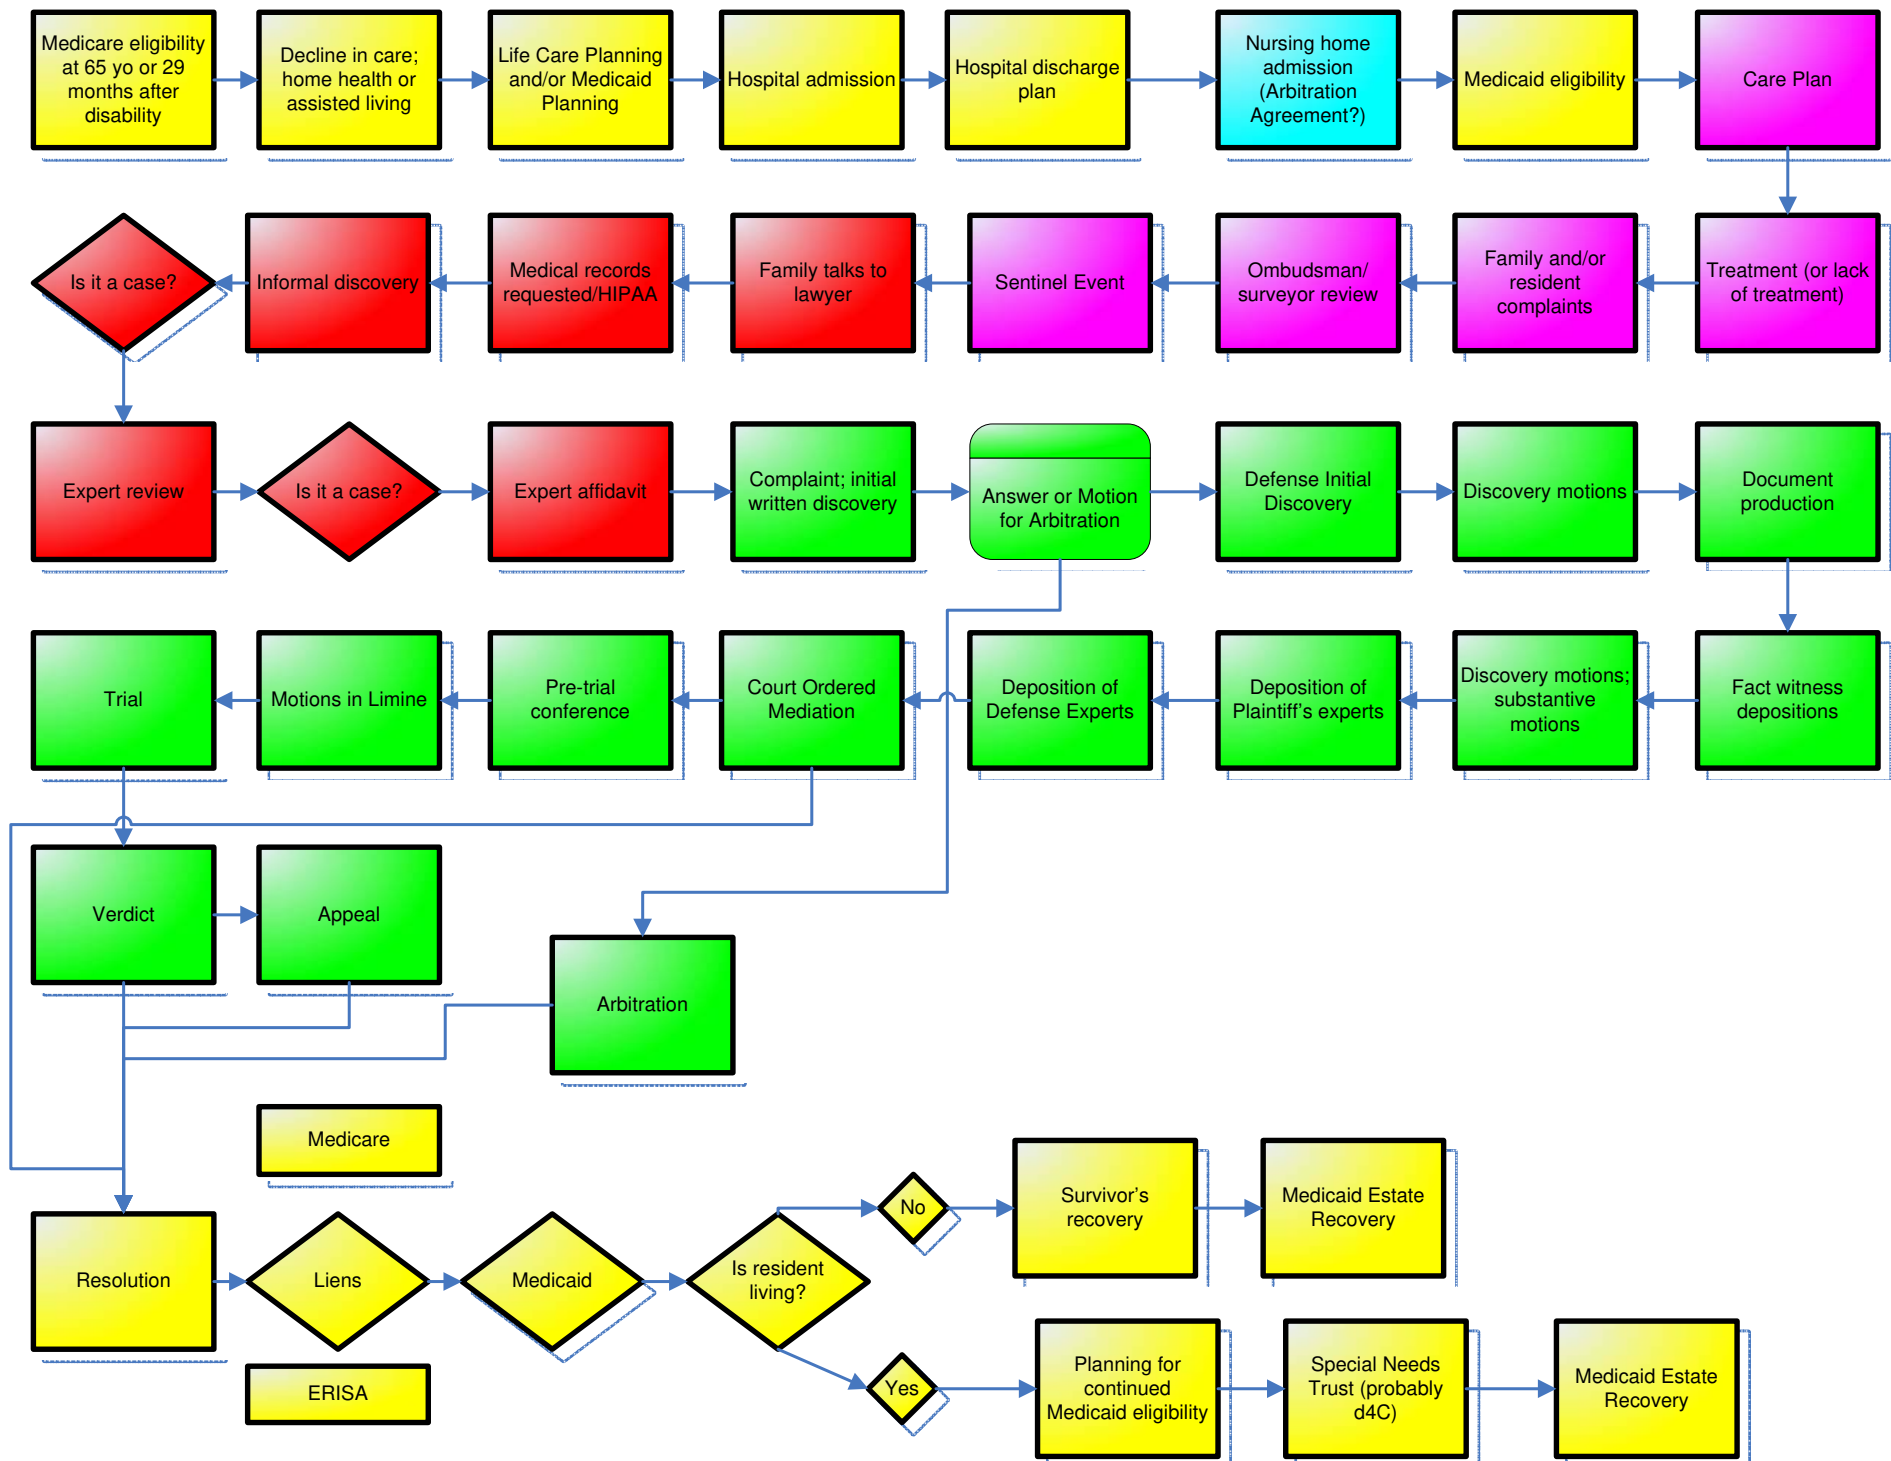 Medicare eligibility
at 65 yo or 29
months after
disability
Decline in care;
home health or
assisted living
Life Care Planning
and/or Medicaid
Planning
Hospital admission
Hospital discharge
plan
Nursing home
admission
(Arbitration
Agreement?)
Medicaid eligibility
Care Plan
Is it a case?
Informal discovery
Medical records
requested/HIPAA
Family talks to
lawyer
Sentinel Event
Ombudsman/
surveyor review
Family and/or
resident
complaints
Treatment (or lack
of treatment)
Expert review
Is it a case?
Expert affidavit
Complaint; initial
written discovery
Answer or Motion
for Arbitration
Defense Initial
Discovery
Discovery motions
Document
production
Trial
Motions in Limine
Pre-trial
conference
Court Ordered
Mediation
Deposition of
Defense Experts
Deposition of
Plaintiff’s experts
Discovery motions;
substantive
motions
Fact witness
depositions
Verdict
Appeal
Arbitration
Medicare
Resolution
Liens
Medicaid
Is resident
living?
No
Survivor’s
recovery
Medicaid Estate
Recovery
ERISA
Yes
Planning for
continued
Medicaid eligibility
Special Needs
Trust (probably
d4C)
Medicaid Estate
Recovery